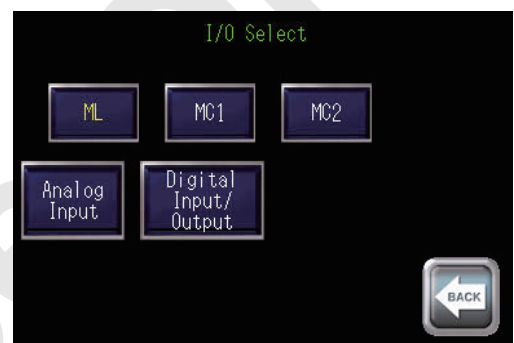 I/O Select
ML
MC1
MC2
Analog
Input
Digital
Input/
Output
BACK